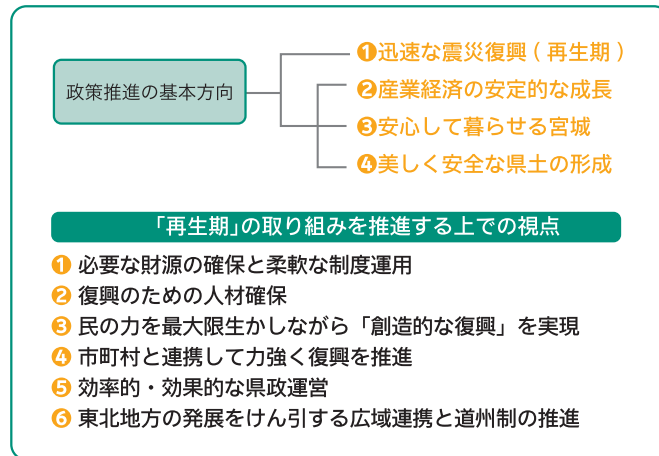 政策推進の基本方向
❶迅速な震災復興 ( 再生期 )
❷産業経済の安定的な成長
❸安心して暮らせる宮城
❹美しく安全な県土の形成
「再生期」の取り組みを推進する上での視点
❶ 必要な財源の確保と柔軟な制度運用
❷ 復興のための人材確保
❸ 民の力を最大限生かしながら「創造的な復興」を実現
❹ 市町村と連携して力強く復興を推進
❺ 効率的・効果的な県政運営
❻ 東北地方の発展をけん引する広域連携と道州制の推進